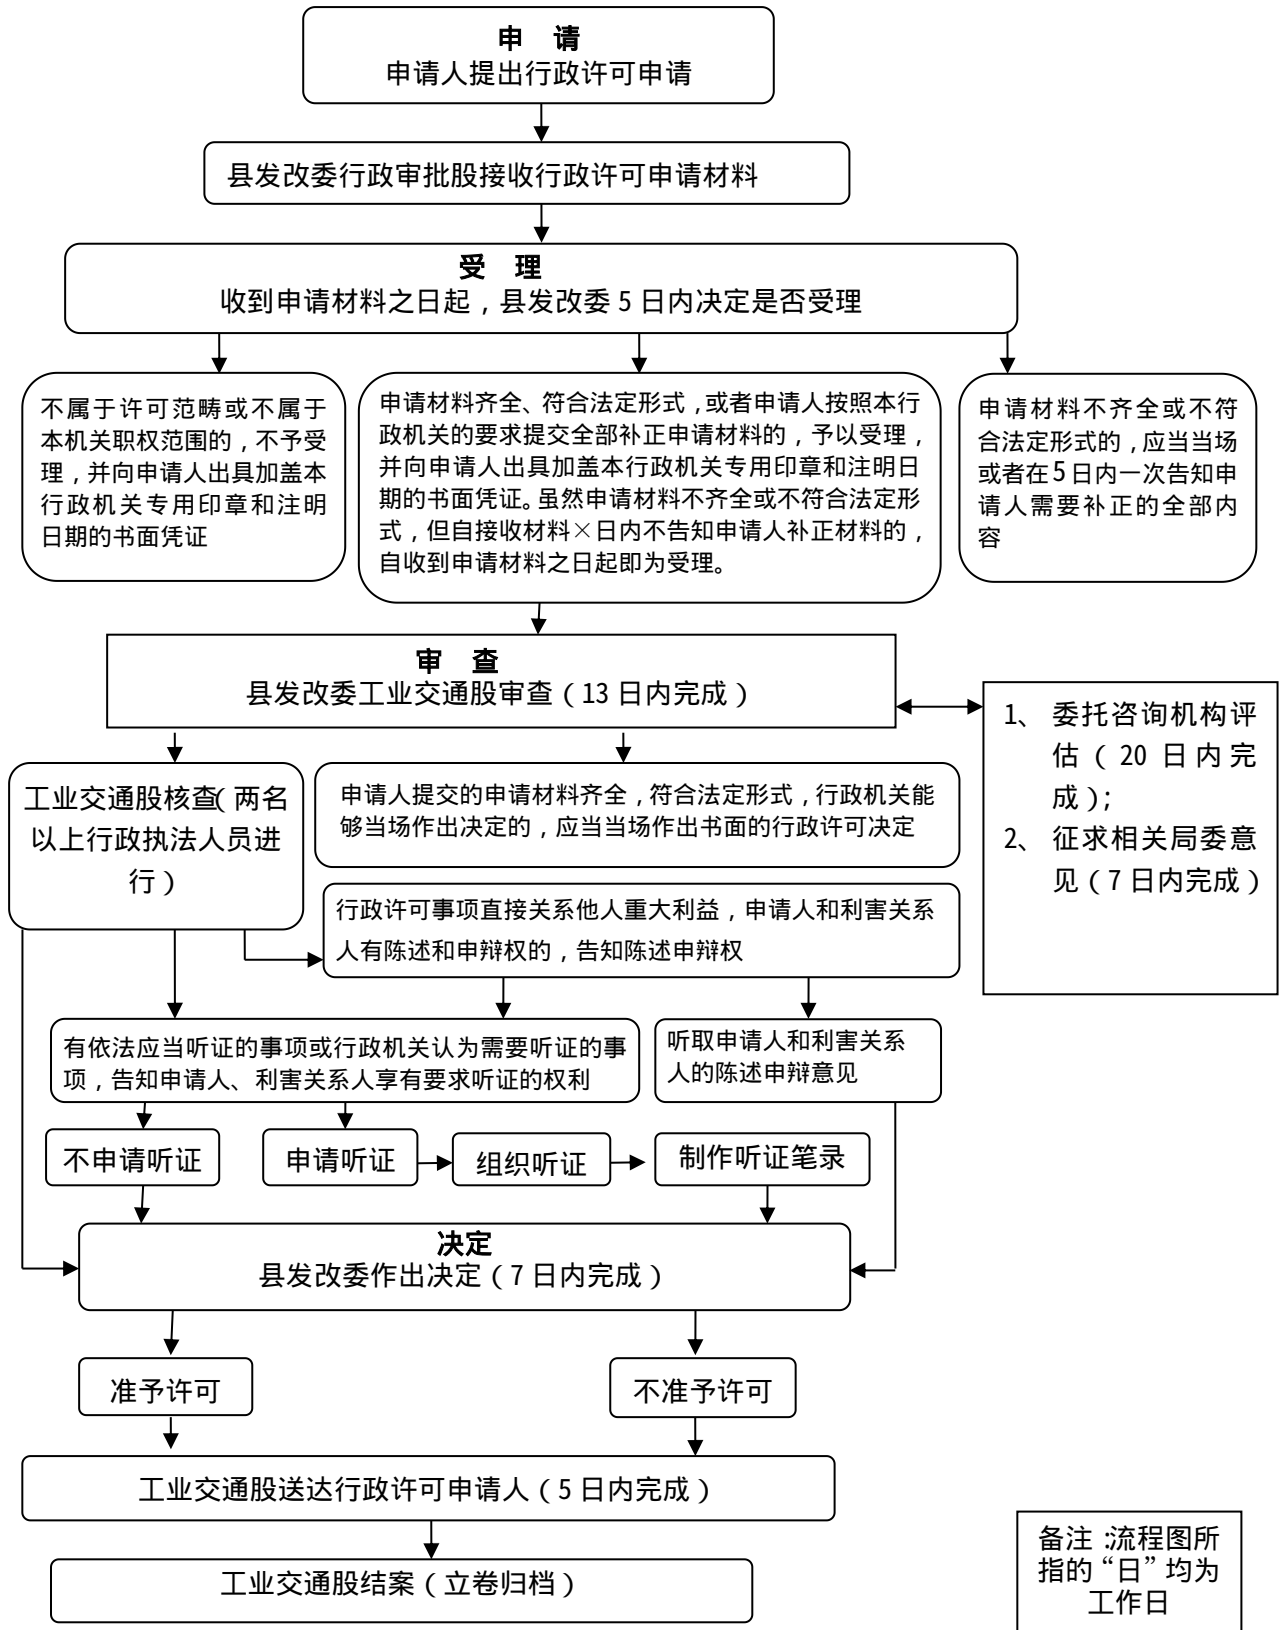 申 请
申请人提出行政许可申请
县发改委行政审批股接收行政许可申请材料
受 理
收到申请材料之日起，县发改委 5 日内决定是否受理
不属于许可范畴或不属于
本机关职权范围的，不予受
理，并向申请人出具加盖本
行政机关专用印章和注明
日期的书面凭证
申请材料齐全、符合法定形式，或者申请人按照本行
政机关的要求提交全部补正申请材料的，予以受理，
并向申请人出具加盖本行政机关专用印章和注明日
期的书面凭证。虽然申请材料不齐全或不符合法定形
式，但自接收材料×日内不告知申请人补正材料的，
自收到申请材料之日起即为受理。
申请材料不齐全或不符
合法定形式的，应当当场
或者在5日内一次告知申
请人需要补正的全部内
容
审 查
县发改委工业交通股审查（13 日内完成）
1、 委托咨询机构评
估（ 20 日内完
成）；
2、 征求相关局委意
见（7 日内完成）
工业交通股核查（两名
以上行政执法人员进
行）
申请人提交的申请材料齐全，符合法定形式，行政机关能
够当场作出决定的，应当当场作出书面的行政许可决定
行政许可事项直接关系他人重大利益，申请人和利害关系
人有陈述和申辩权的，告知陈述申辩权
有依法应当听证的事项或行政机关认为需要听证的事
项，告知申请人、利害关系人享有要求听证的权利
听取申请人和利害关系
人的陈述申辩意见
不申请听证
申请听证
组织听证
制作听证笔录
决定
县发改委作出决定（7 日内完成）
准予许可
不准予许可
工业交通股送达行政许可申请人（5 日内完成）
工业交通股结案（立卷归档）
备注：流程图所
指的“日”均为
工作日